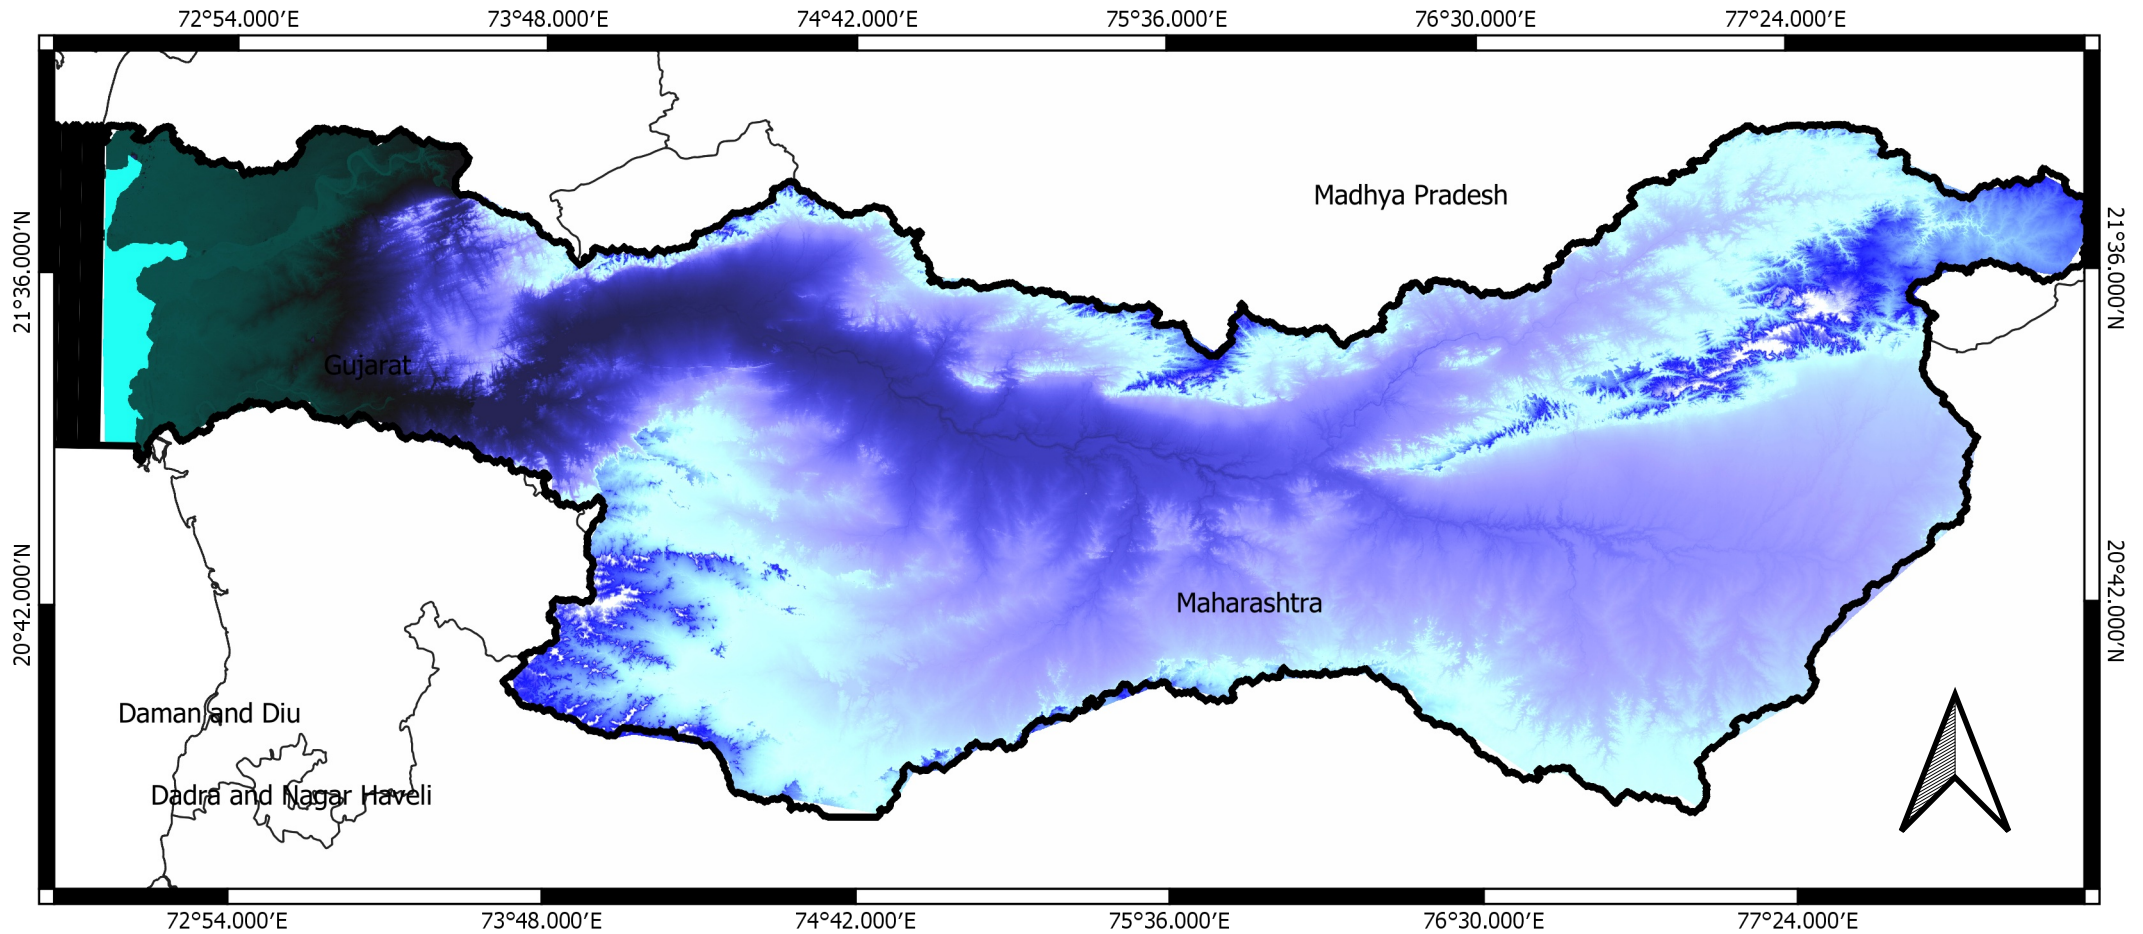 72°54.000′E 73°48.000′E 74°42.000′E 75°36.000′E 76°30.000′E 77°24.000′E
Madhya Pradesh
21°36.000′N
21°36.000′N
Gujarat
20°42.000′N
20°42.000′N
Maharashtra
Daman and Diu
Dadra and Nagar Haveli
72°54.000′E 73°48.000′E 74°42.000′E 75°36.000′E 76°30.000′E 77°24.000′E